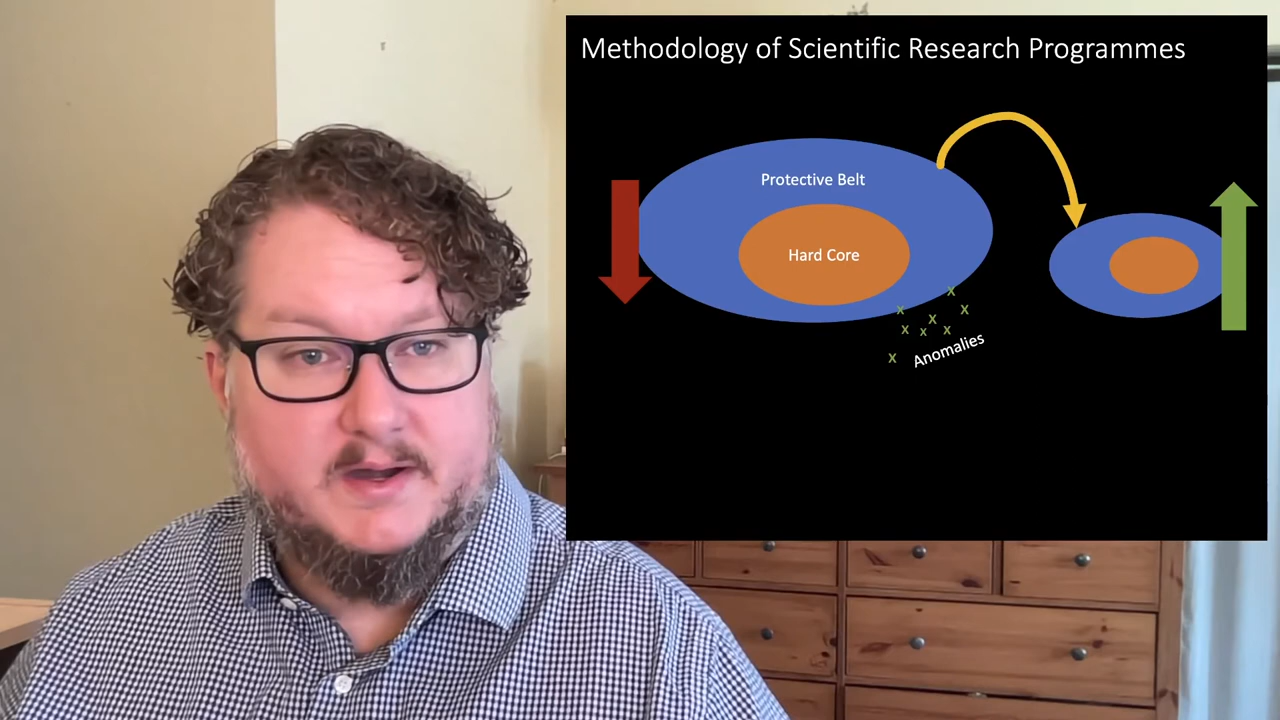 Methodology of Scientific Research Programmes
Protective Belt
Hard Core
Anomalies